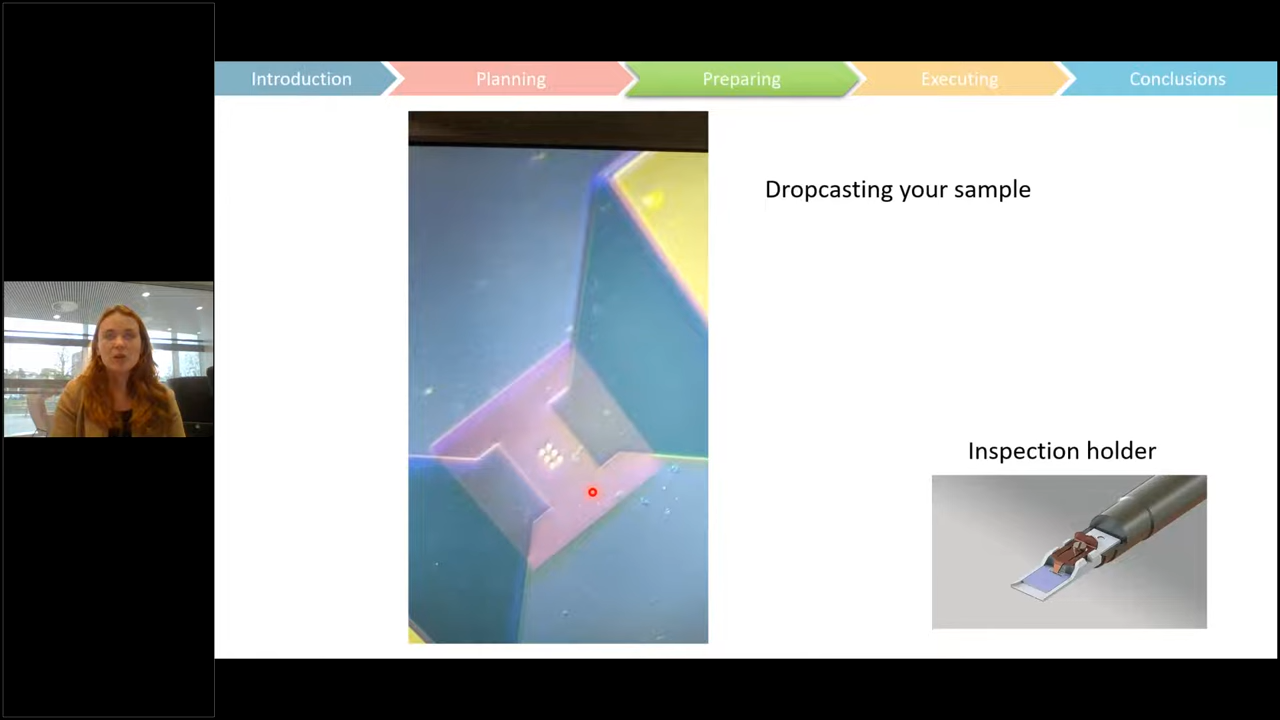 Introduction
Planning
Preparing
Executing
Conclusions
Dropcasting your sample
Inspection holder